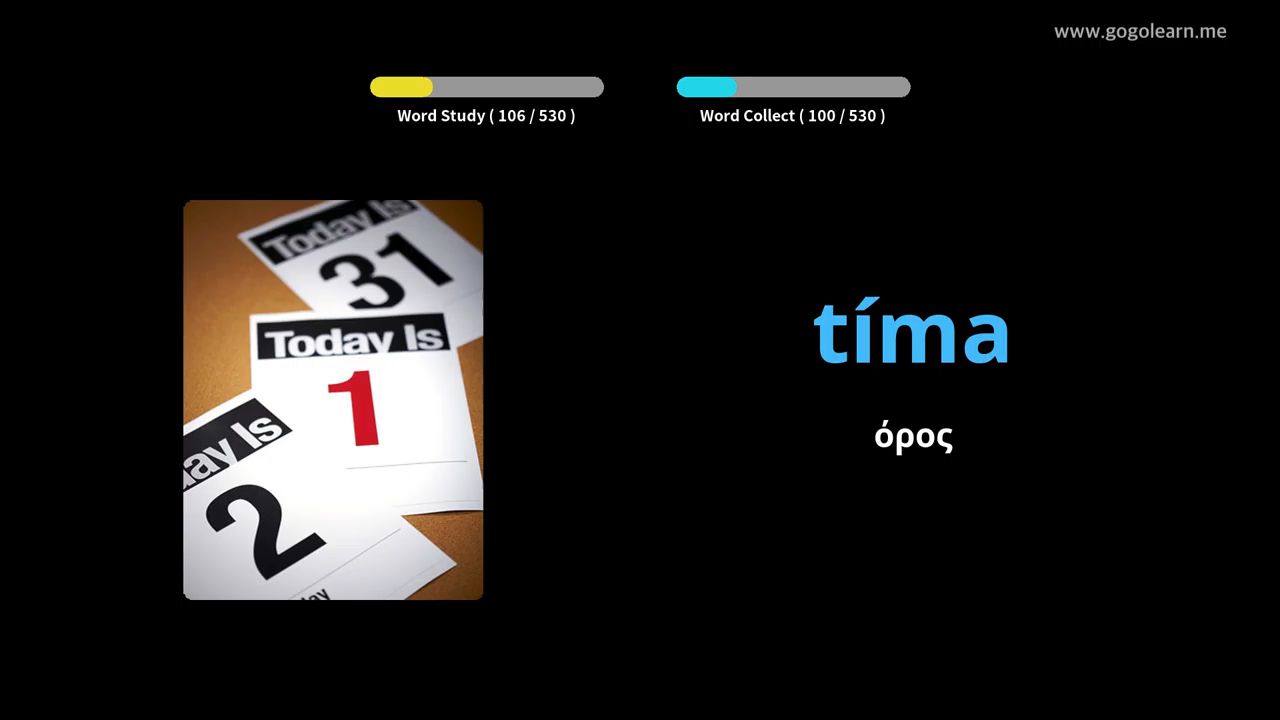 www.gogolearn.me
Word Study ( 106 / 530 )
Word Collect ( 100 / 530 )
Today Is
31
Today Is
1
ay Is
2
tíma
όρος